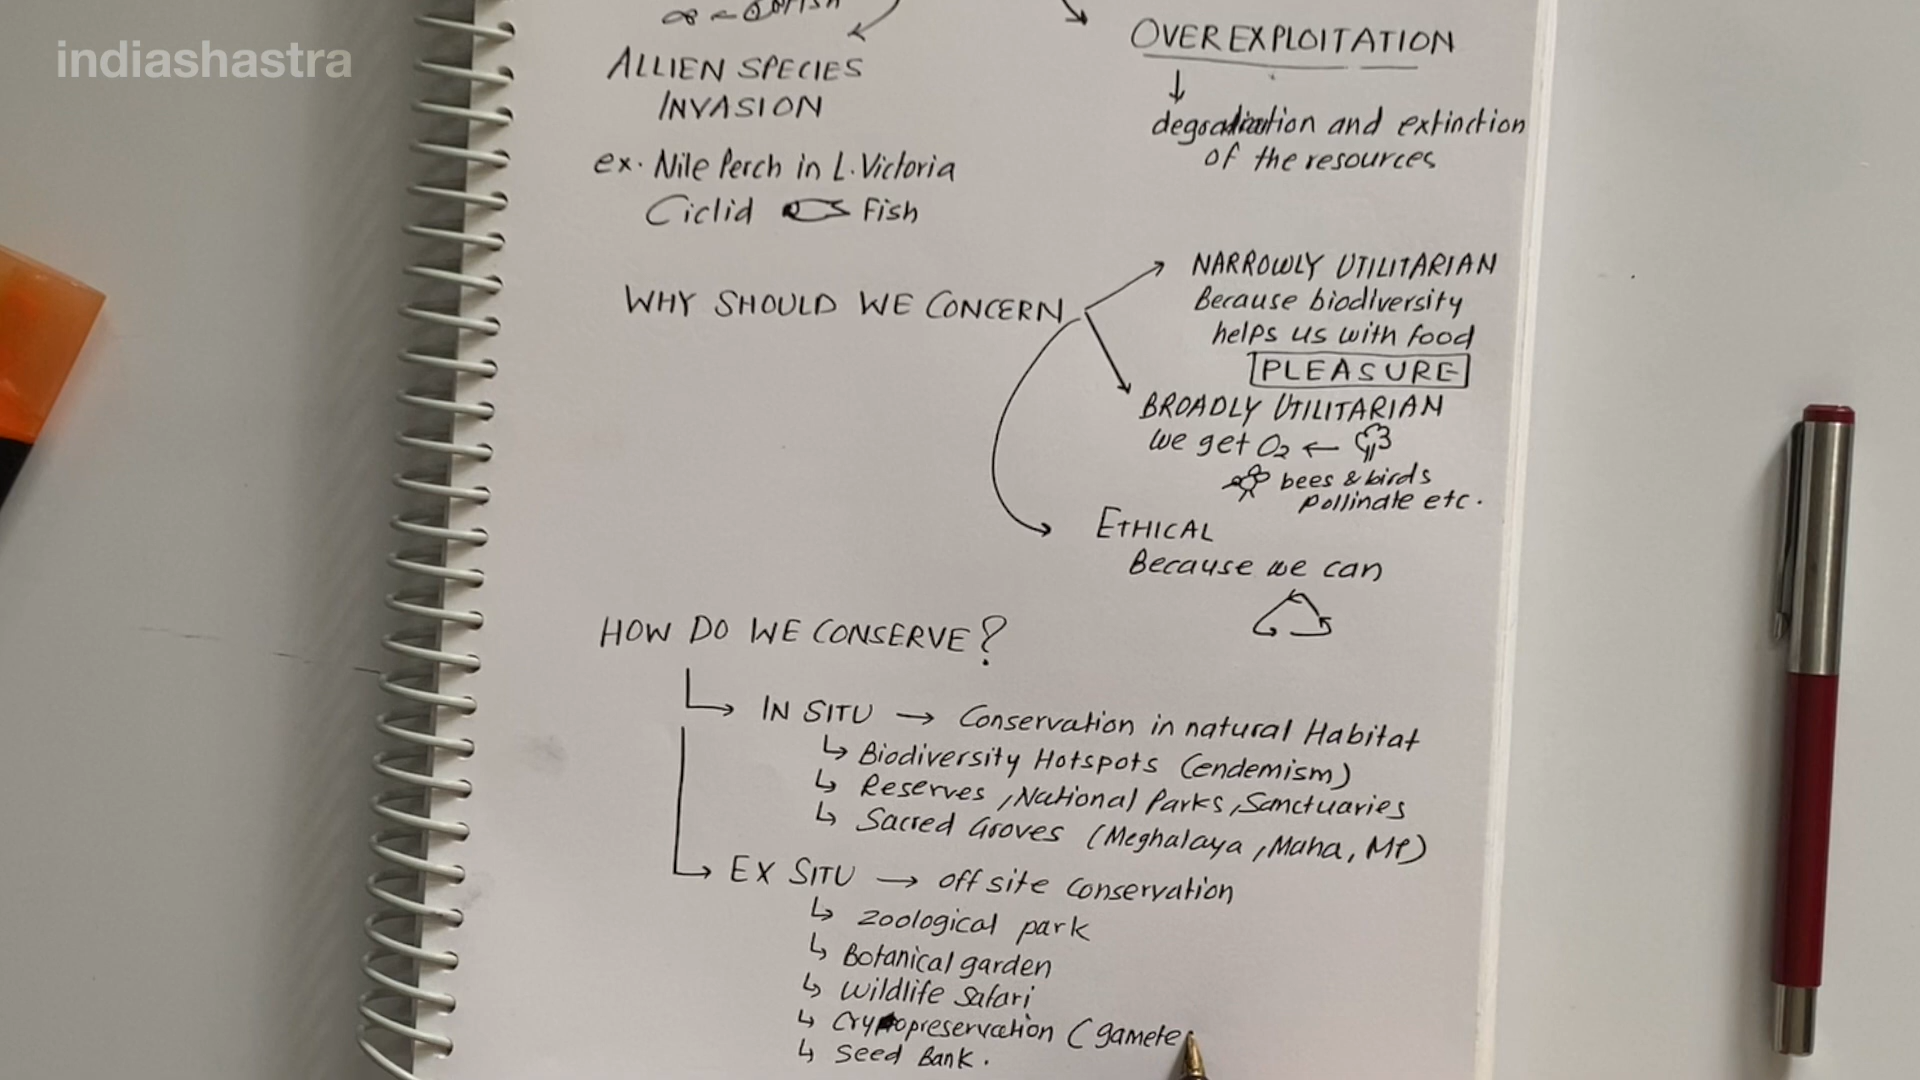 indiashastra
OVEREXPLOITATION
ALLIEN SPECIES
INVASION
degradation and extinction
of the resources
ex. Nile Perch in L. Victoria
Ciclid Fish
NARROWLY UTILITARIAN
Because biodiversity
helps us with food
PLEASURE
WHY SHOULD WE CONCERN
BROADLY UTILITARIAN
We get O2 ←
bees & birds
pollinate etc.
ETHICAL
Because we can
HOW DO WE CONSERVE?
IN SITU → Conservation in natural Habitat
↳ Biodiversity Hotspots (endemism)
↳ Reserves, National Parks, Sanctuaries
↳ Sacred Groves (Meghalaya, Maha, MP)
EX SITU → off site conservation
↳ Zoological park
↳ Botanical garden
↳ Wildlife Safari
↳ Cryopreservation (gamete
↳ Seed Bank.